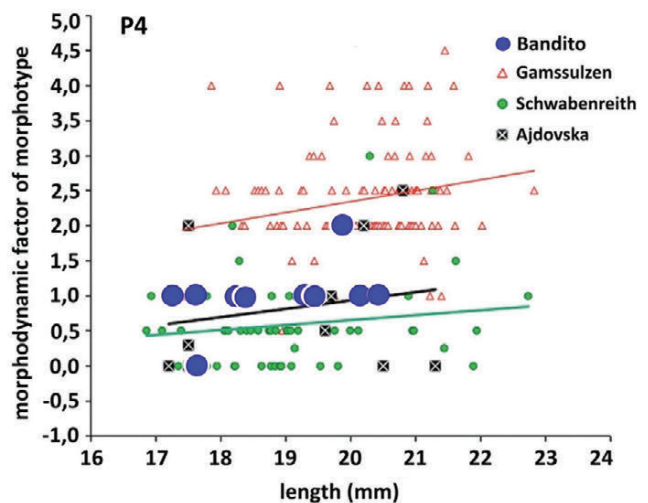 P4
5,0
4,5
4,0
3,5
3,0
2,5
2,0
1,5
1,0
0,5
0,0
-0,5
-1,0
morphodynamic factor of morphotype
Bandito
Gamssulzen
Schwabenreith
Ajdovska
16 17 18 19 20 21 22 23 24
length (mm)